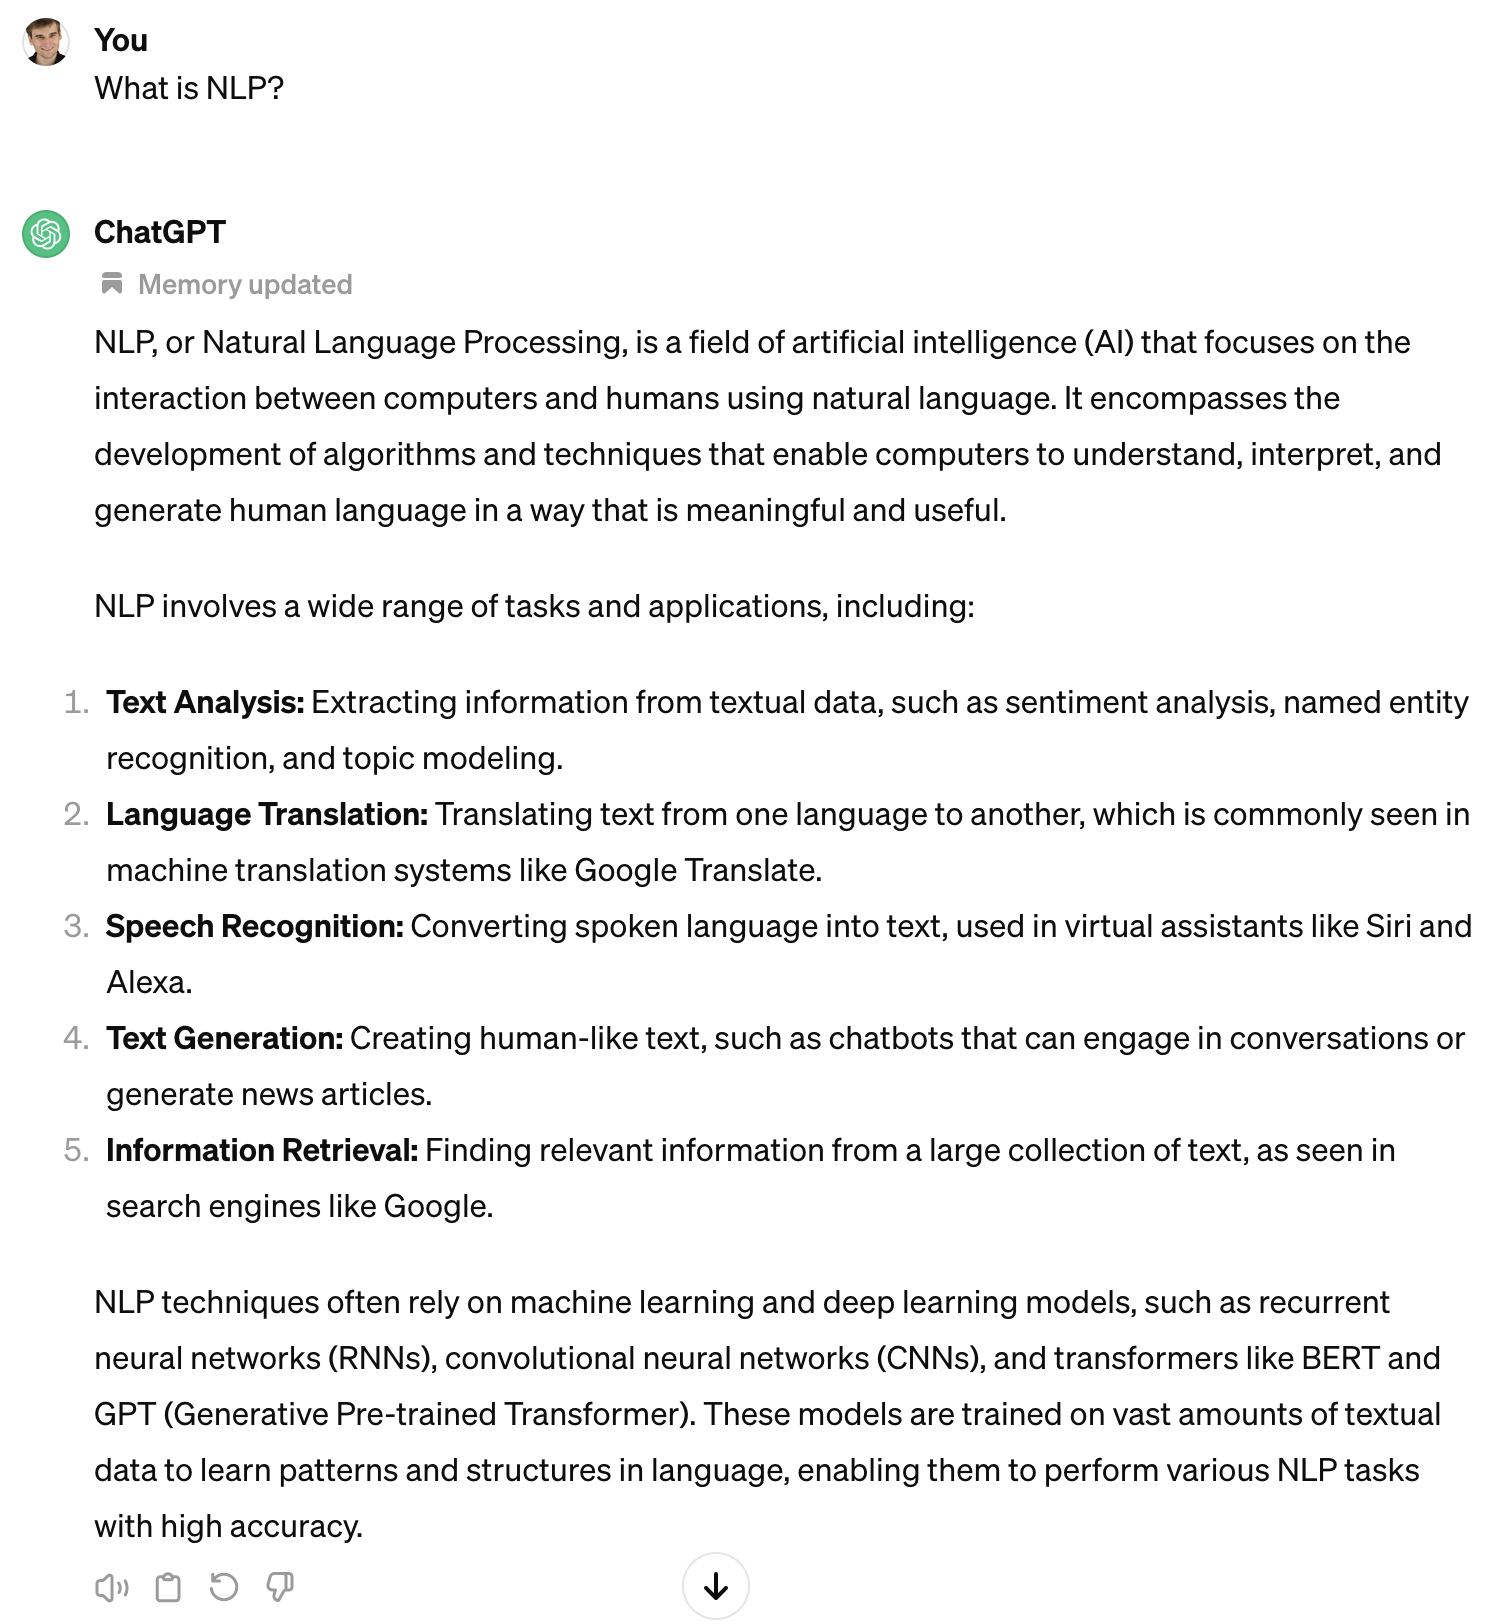 You
What is NLP?
ChatGPT
Memory updated
NLP, or Natural Language Processing, is a field of artificial intelligence (AI) that focuses on the
interaction between computers and humans using natural language. It encompasses the
development of algorithms and techniques that enable computers to understand, interpret, and
generate human language in a way that is meaningful and useful.
NLP involves a wide range of tasks and applications, including:
1. Text Analysis: Extracting information from textual data, such as sentiment analysis, named entity
recognition, and topic modeling.
2. Language Translation: Translating text from one language to another, which is commonly seen in
machine translation systems like Google Translate.
3. Speech Recognition: Converting spoken language into text, used in virtual assistants like Siri and
Alexa.
4. Text Generation: Creating human-like text, such as chatbots that can engage in conversations or
generate news articles.
5. Information Retrieval: Finding relevant information from a large collection of text, as seen in
search engines like Google.
NLP techniques often rely on machine learning and deep learning models, such as recurrent
neural networks (RNNs), convolutional neural networks (CNNs), and transformers like BERT and
GPT (Generative Pre-trained Transformer). These models are trained on vast amounts of textual
data to learn patterns and structures in language, enabling them to perform various NLP tasks
with high accuracy.